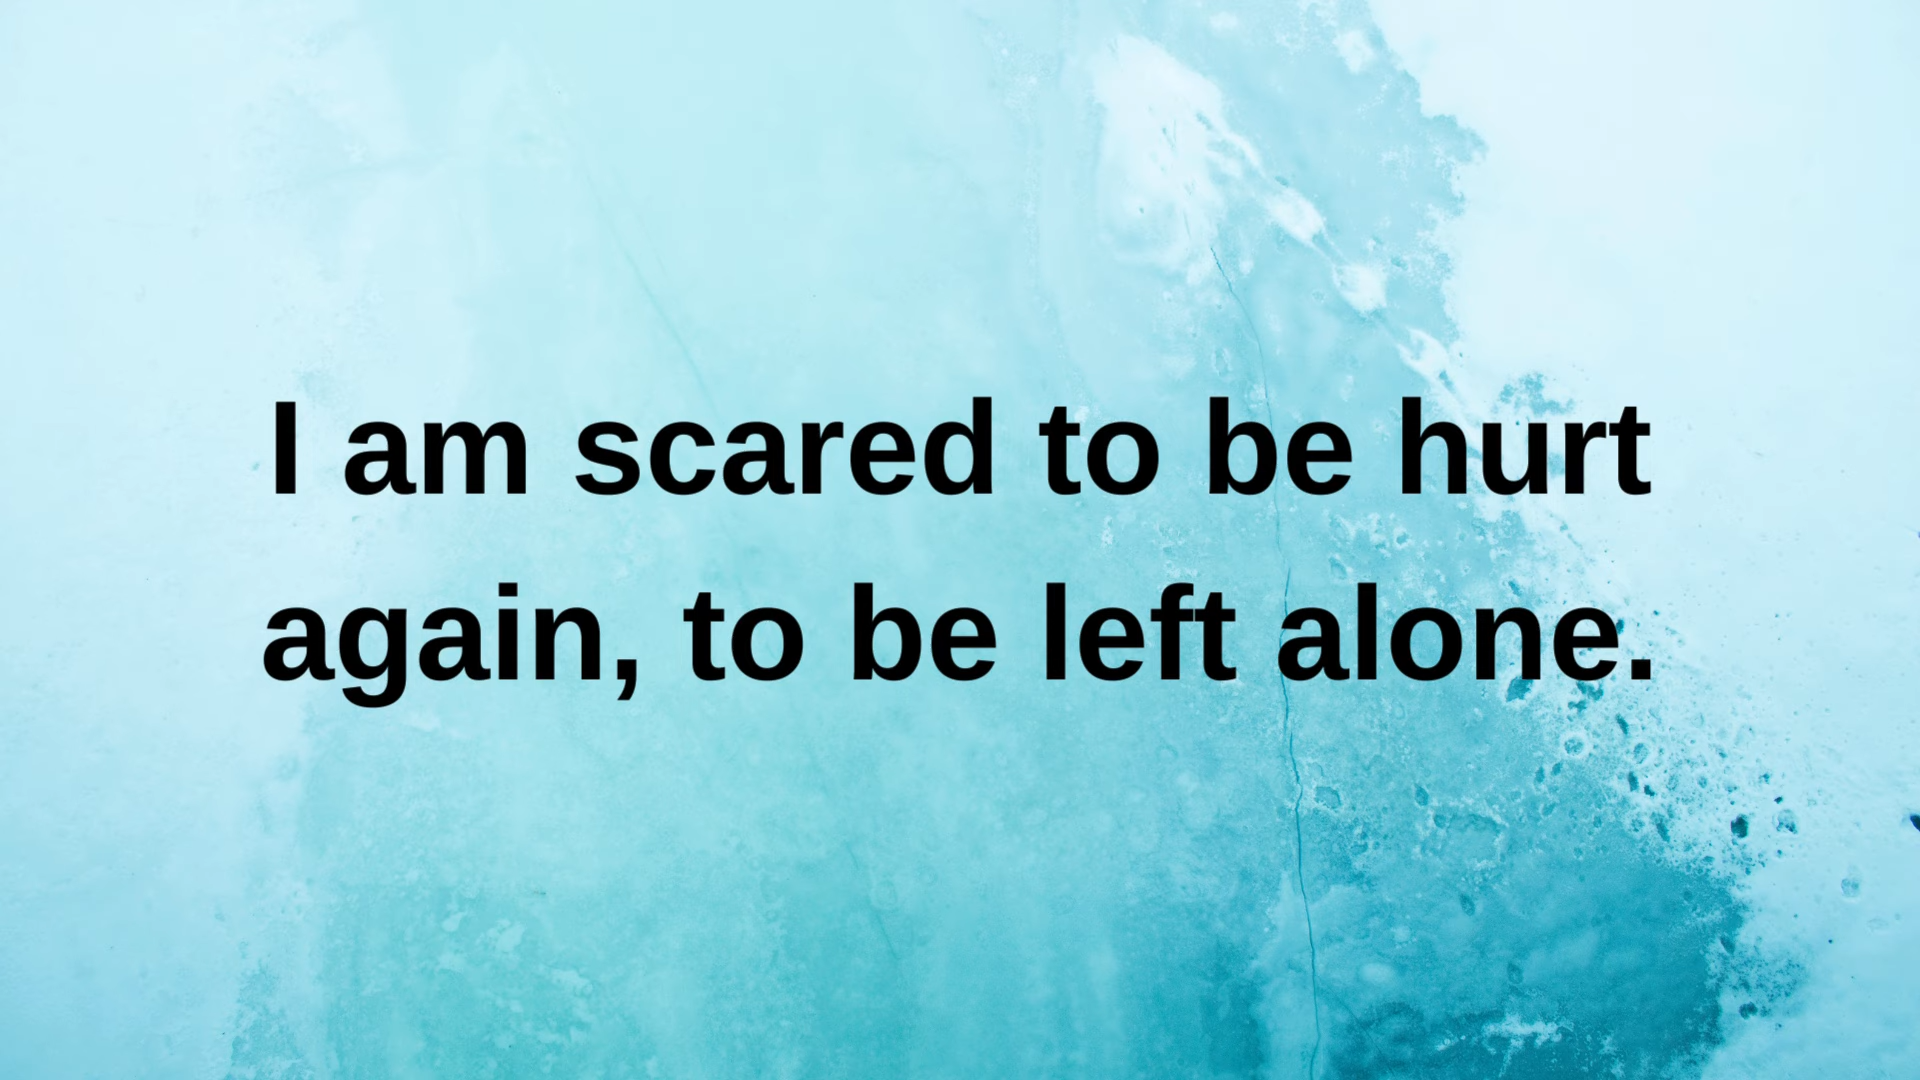 I am scared to be hurt
again, to be left alone.